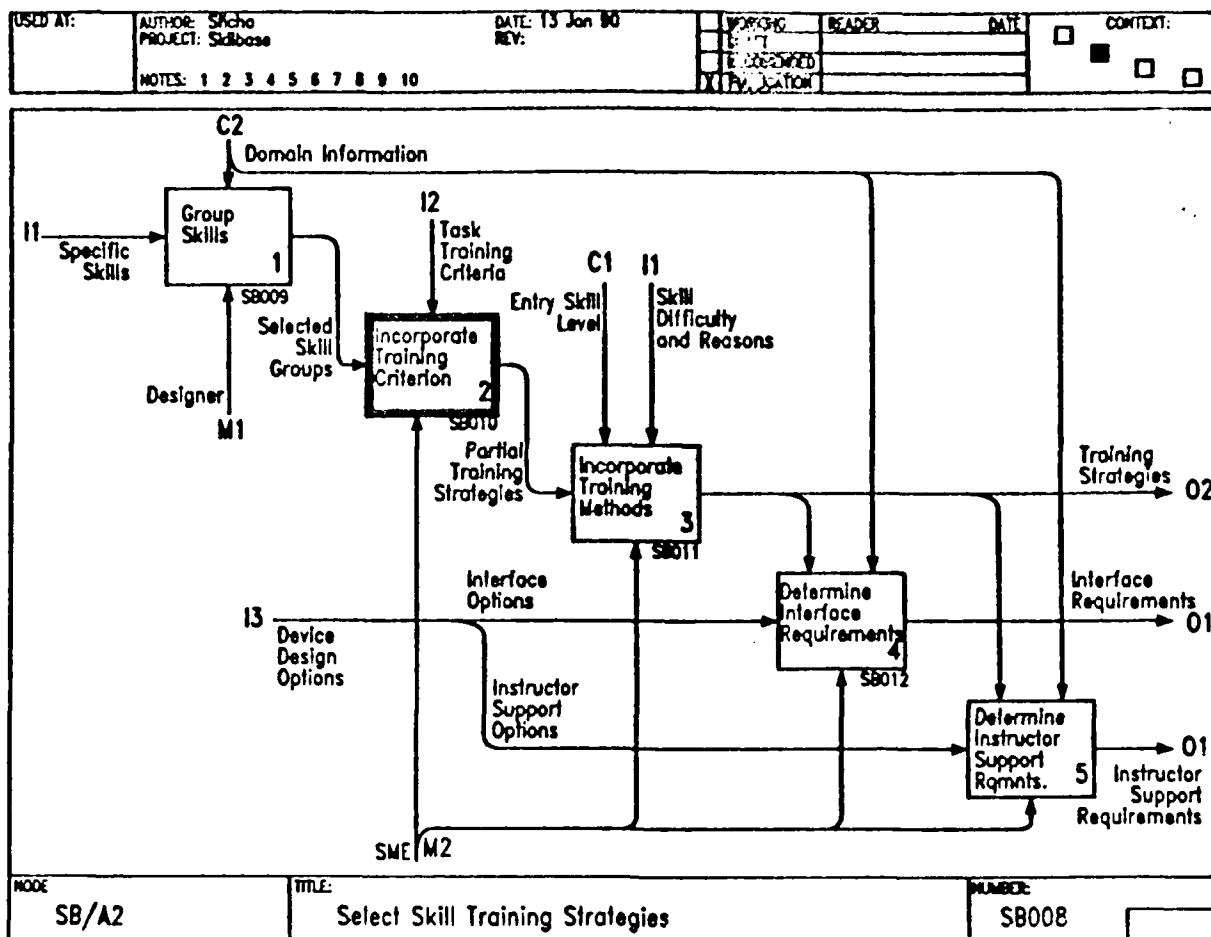 USED AT:
AUTHOR: SMcho
PROJECT: Sidibase
DATE: 13 Jan 90
REV:
NOTES: 1 2 3 4 5 6 7 8 9 10
WORKING
READER
DATE
CONTEXT:
X
C2
Domain Information
Group
Skills
1
SB009
I1
Specific
Skills
I2
Task
Training
Criteria
C1
I1
Entry Skill
Level
Skill
Difficulty
and Reasons
Selected
Skill
Groups
Incorporate
Training
Criterion
2
SB010
Designer
M1
Partial
Training
Strategies
Incorporate
Training
Methods
3
SB011
Training
Strategies
O2
Interface
Options
I3
Device
Design
Options
Determine
Interface
Requirements
4
SB012
Interface
Requirements
O1
Instructor
Support
Options
Determine
Instructor
Support
Rqmnts.
5
O1
Instructor
Support
Requirements
SME
M2
NODE
SB/A2
TITLE:
Select Skill Training Strategies
NUMBER:
SB008